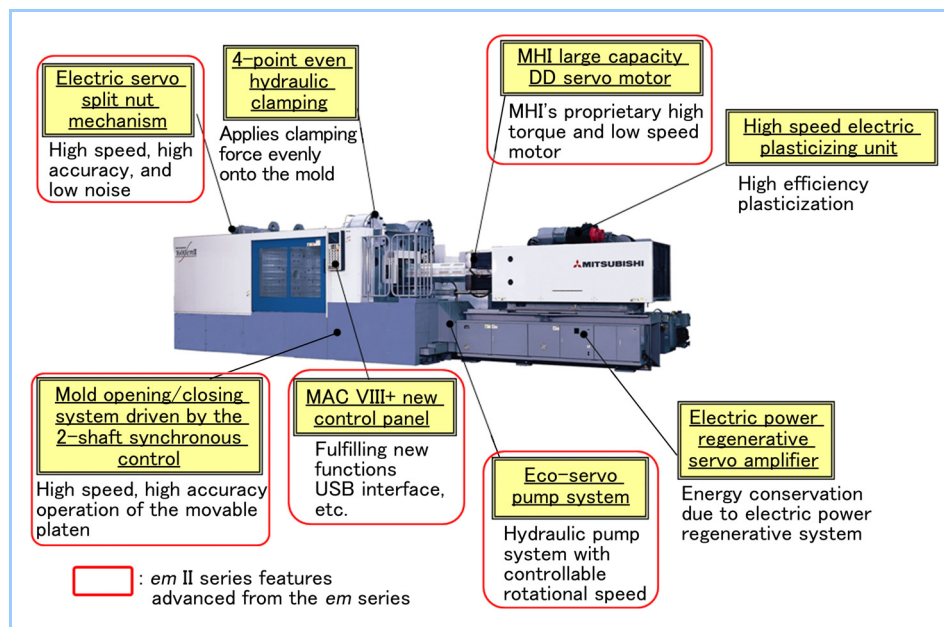 Electric servo
split nut
mechanism
High speed, high
accuracy, and
low noise
4-point even
hydraulic
clamping
Applies clamping
force evenly
onto the mold
MHI large capacity
DD servo motor
MHI's proprietary high
torque and low speed
motor
High speed electric
plasticizing unit
High efficiency
plasticization
MITSUBISHI
Mold opening/closing
system driven by the
2-shaft synchronous
control
High speed, high accuracy
operation of the movable
platen
MAC VIII+ new
control panel
Fulfilling new
functions
USB interface,
etc.
Eco-servo
pump system
Hydraulic pump
system with
controllable
rotational speed
Electric power
regenerative
servo amplifier
Energy conservation
due to electric power
regenerative system
: em II series features
advanced from the em series